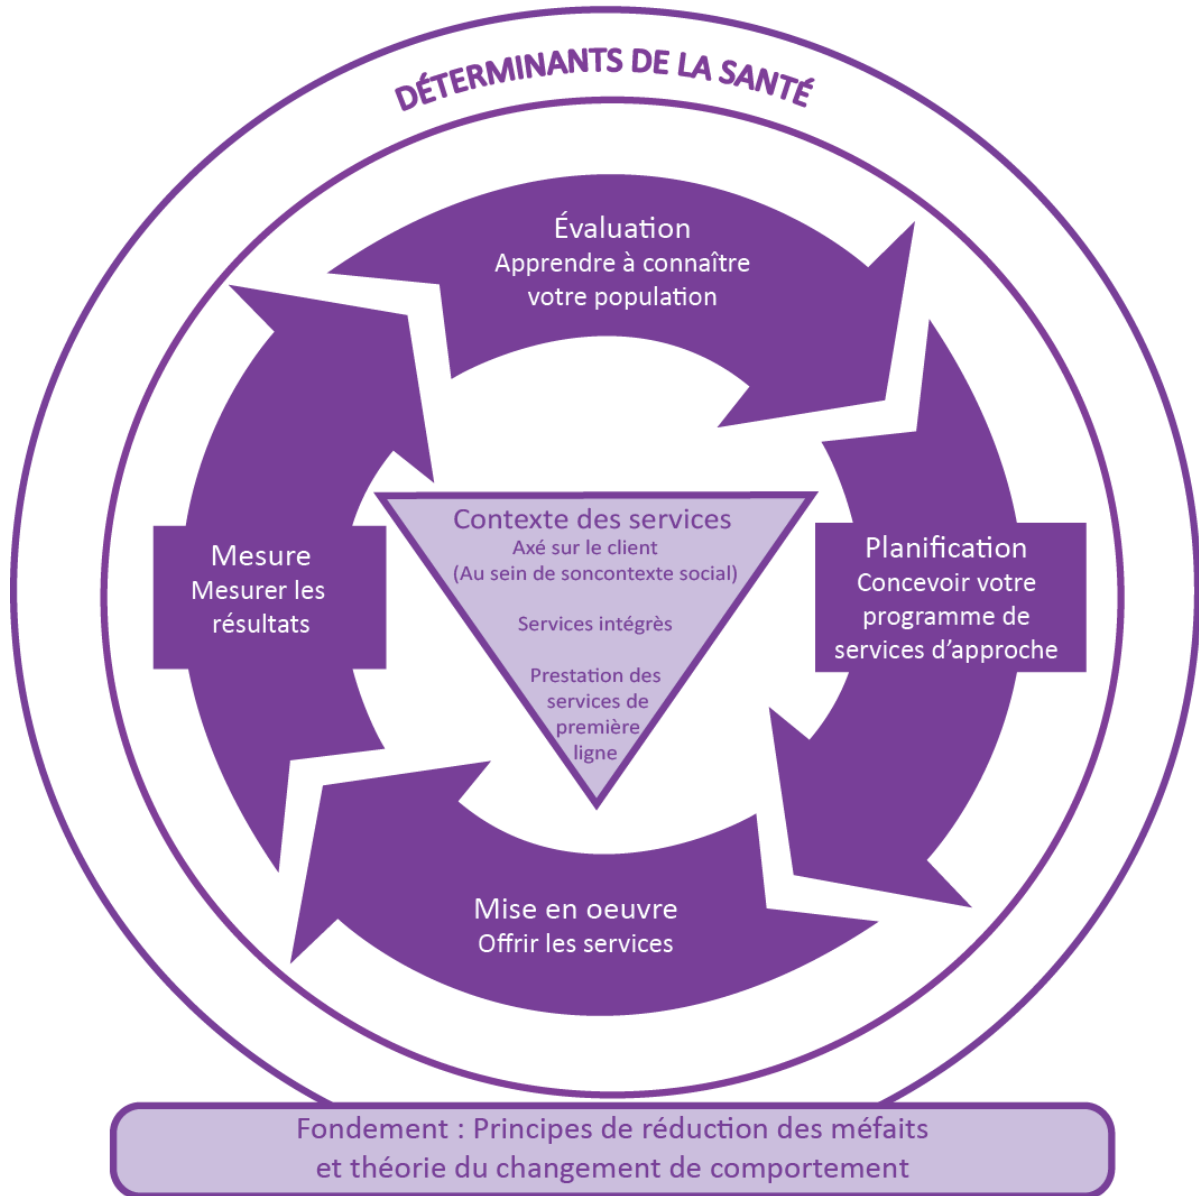 DÉTERMINANTS DE LA SANTÉ
Évaluation
Apprendre à connaître
votre population
Planification
Concevoir votre
programme de
services d’approche
Mise en oeuvre
Offrir les services
Mesure
Mesurer les
résultats
Contexte des services
Axé sur le client
(Au sein de soncontexte social)
Services intégrès
Prestation des
services de
première
ligne
Fondement : Principes de réduction des méfaits
et théorie du changement de comportement